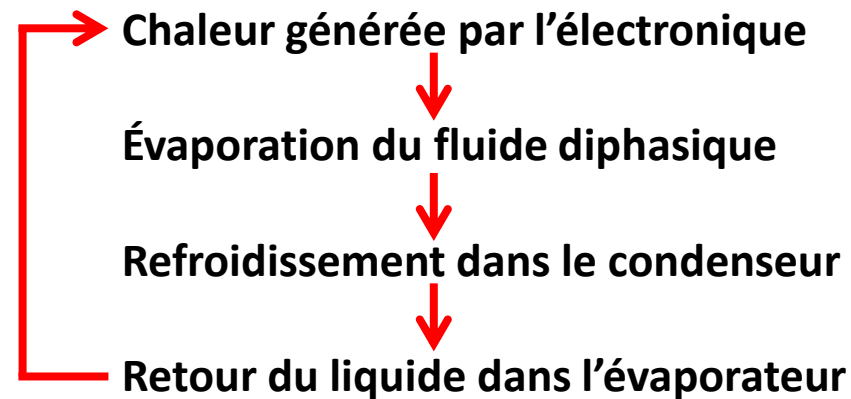 Chaleur générée par l’électronique
Évaporation du fluide diphasique
Refroidissement dans le condenseur
Retour du liquide dans l’évaporateur